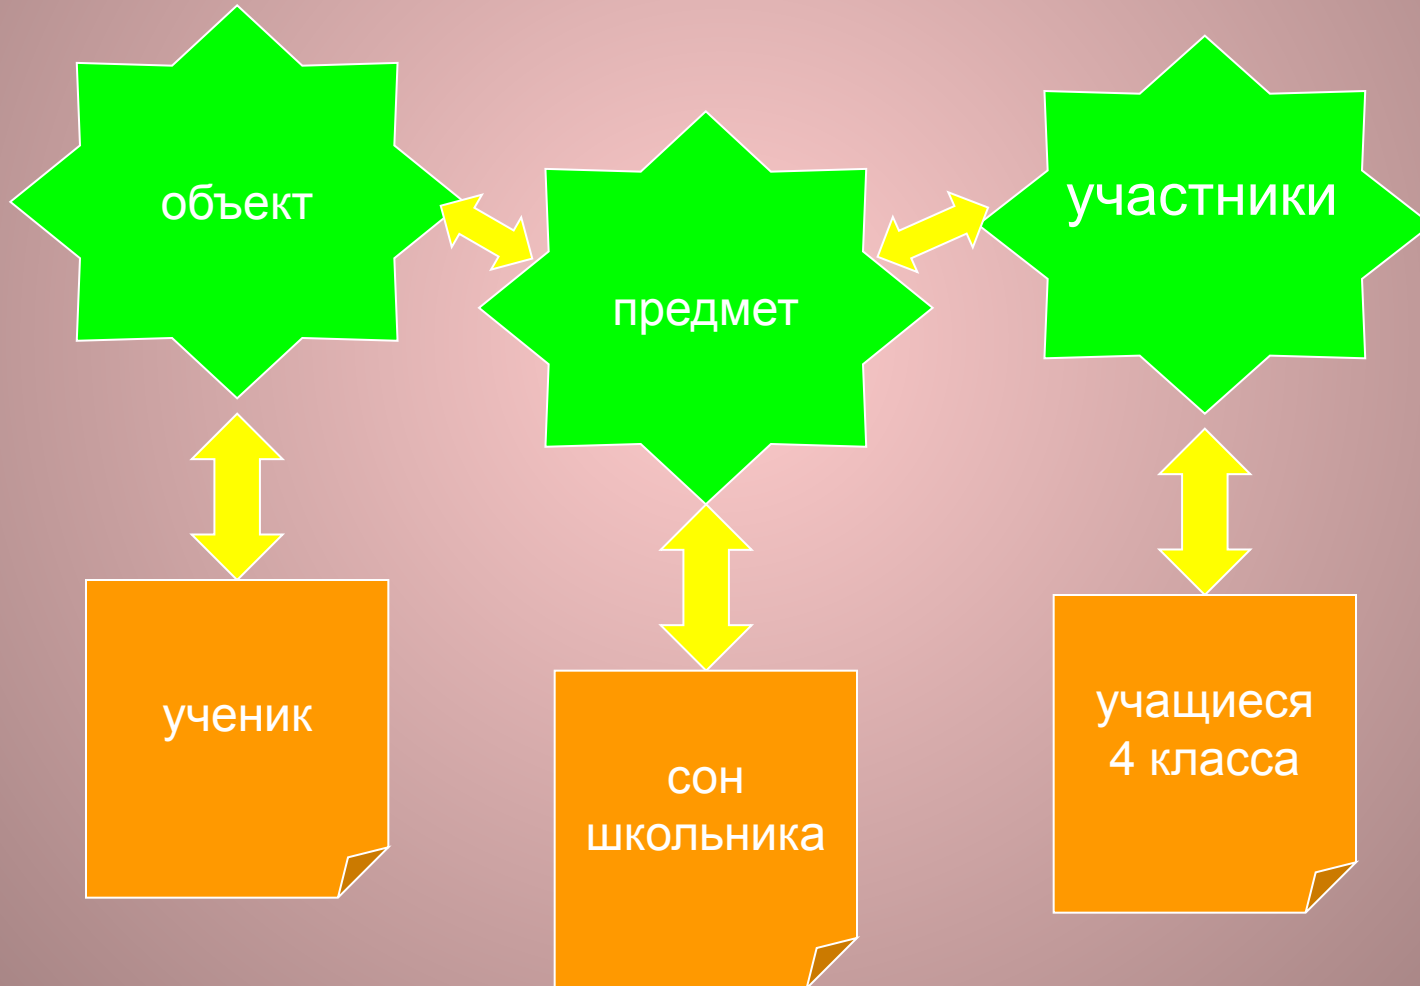 объект
предмет
участники
ученик
сон
школьника
учащиеся
4 класса